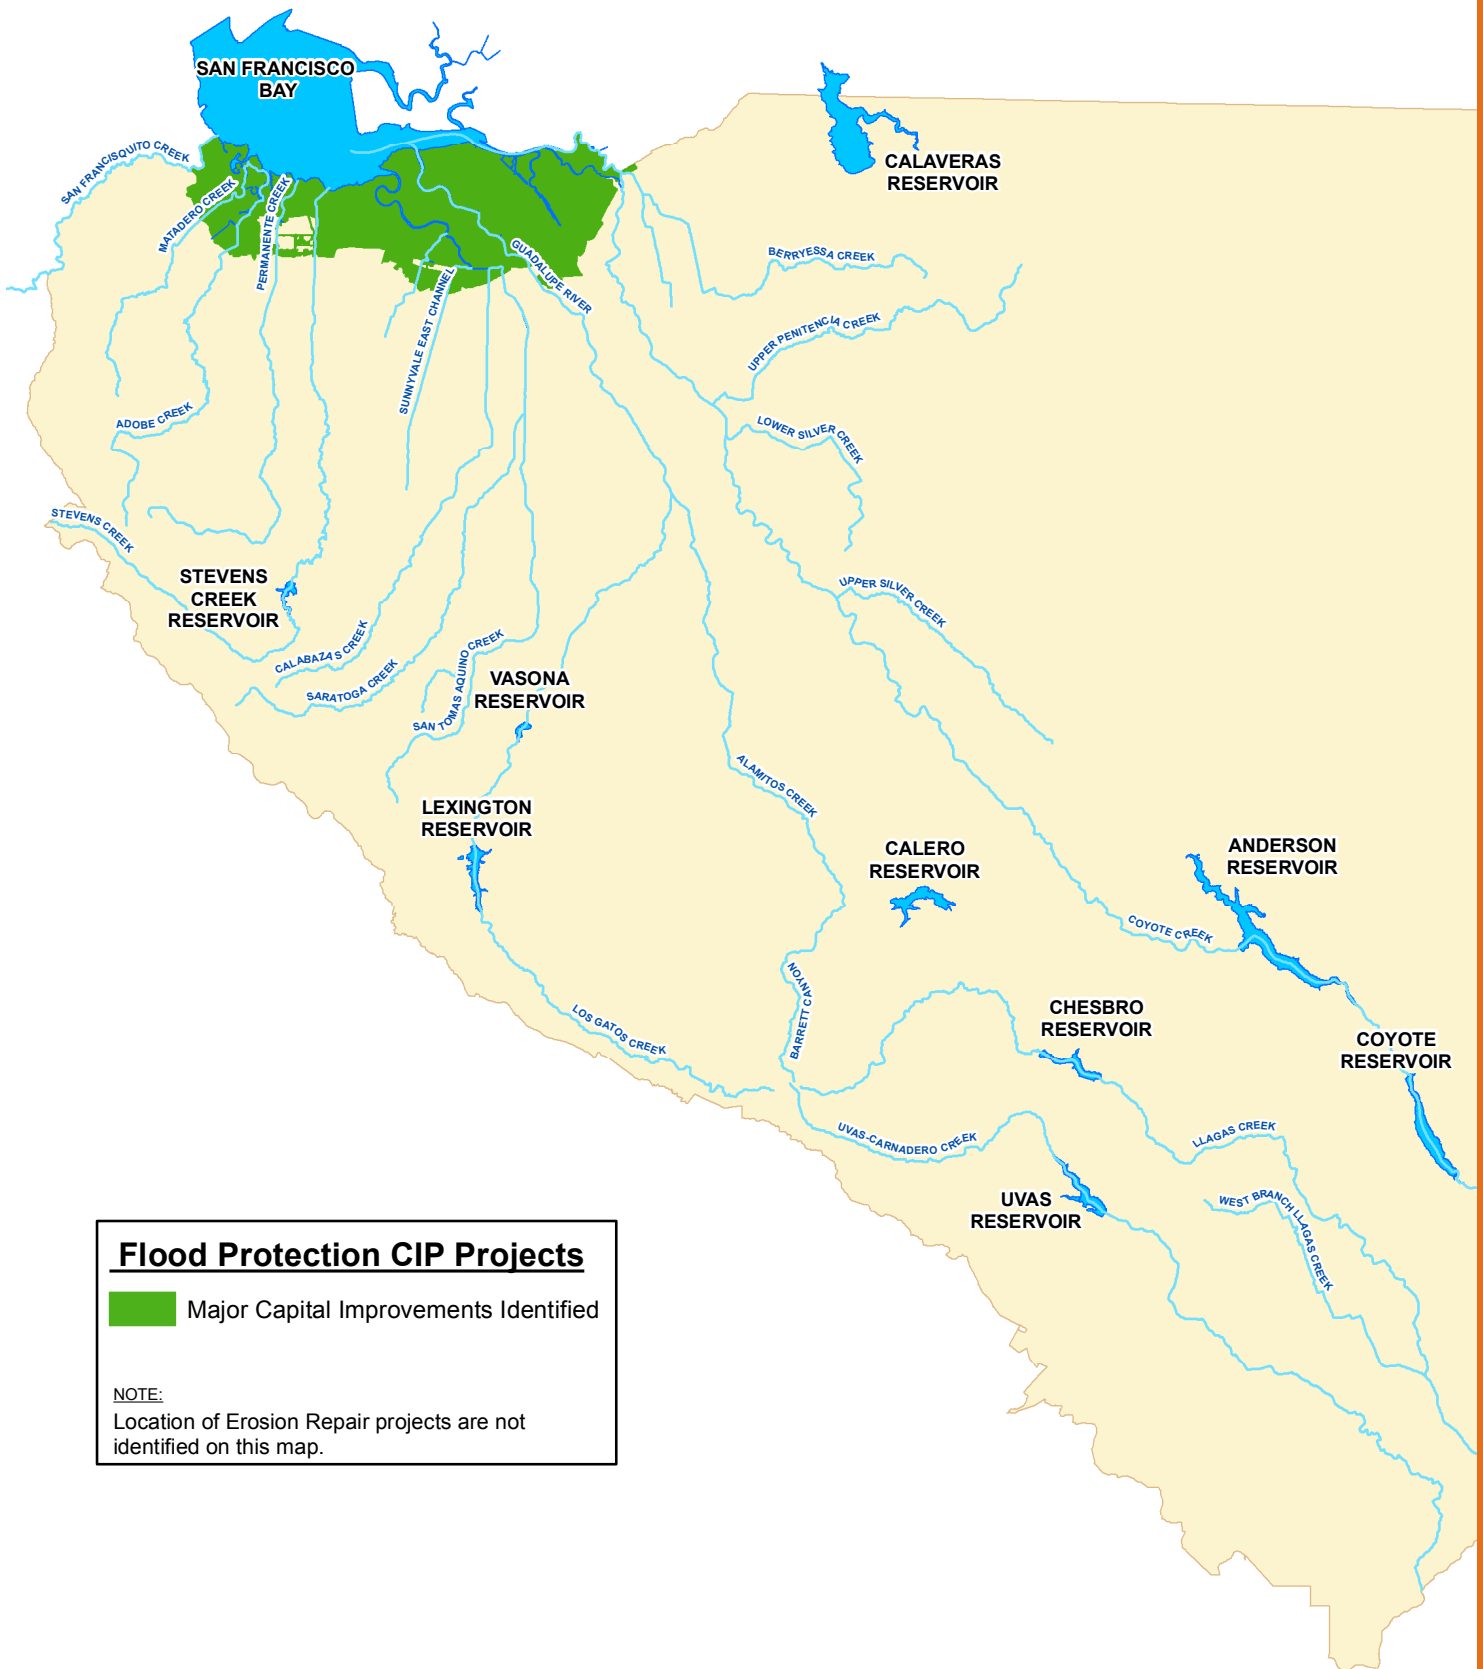 SAN FRANCISCO
BAY
CALAVERAS
RESERVOIR
SAN FRANCISQUITO CREEK
MATADERO CREEK
PERMANENTE CREEK
GUADALUPE RIVER
SUNNYVALE EAST CHANNEL
BERRYESSA CREEK
UPPER PENITENCIA CREEK
ADOBE CREEK
LOWER SILVER CREEK
STEVENS CREEK
STEVENS
CREEK
RESERVOIR
UPPER SILVER CREEK
CALABAZAS CREEK
SARATOGA CREEK
SAN TOMAS AQUINO CREEK
VASONA
RESERVOIR
ALAMITOS CREEK
LEXINGTON
RESERVOIR
CALERO
RESERVOIR
ANDERSON
RESERVOIR
COYOTE CREEK
BARRETT CANYON
LOS GATOS CREEK
CHESBRO
RESERVOIR
COYOTE
RESERVOIR
UVAS-CARNADERO CREEK
LLAGAS CREEK
UVAS
RESERVOIR
WEST BRANCH LLAGAS CREEK
Flood Protection CIP Projects
Major Capital Improvements Identified
NOTE:
Location of Erosion Repair projects are not
identified on this map.